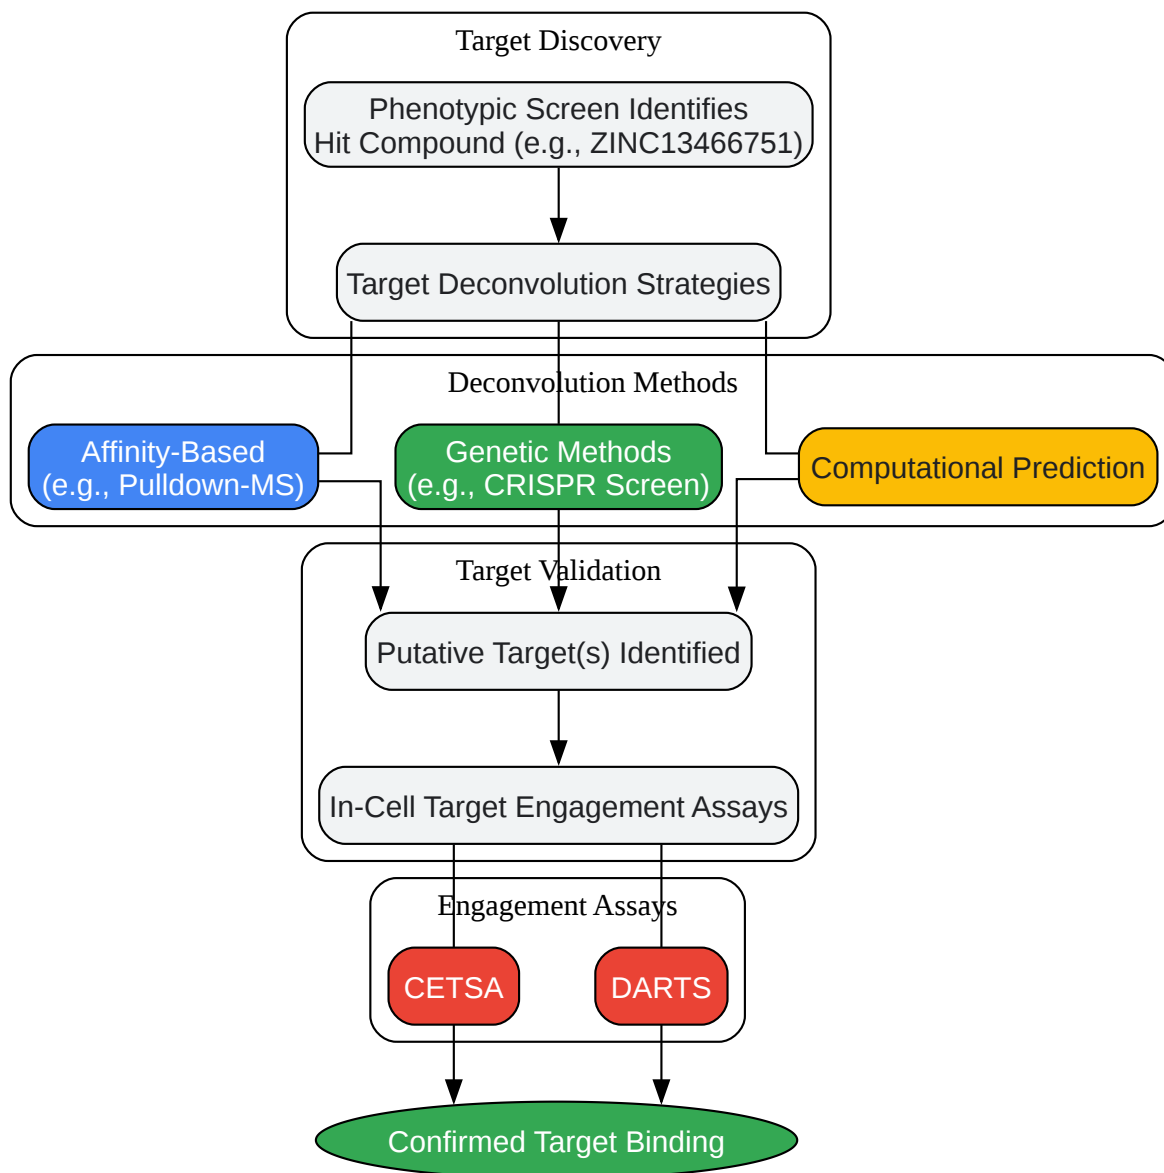 Target Discovery
Phenotypic Screen Identifies
Hit Compound (e.g., ZINC13466751)
Target Deconvolution Strategies
Deconvolution Methods
Affinity-Based
(e.g., Pulldown-MS)
Genetic Methods
(e.g., CRISPR Screen)
Computational Prediction
Target Validation
Putative Target(s) Identified
In-Cell Target Engagement Assays
Engagement Assays
CETSA
DARTS
Confirmed Target Binding